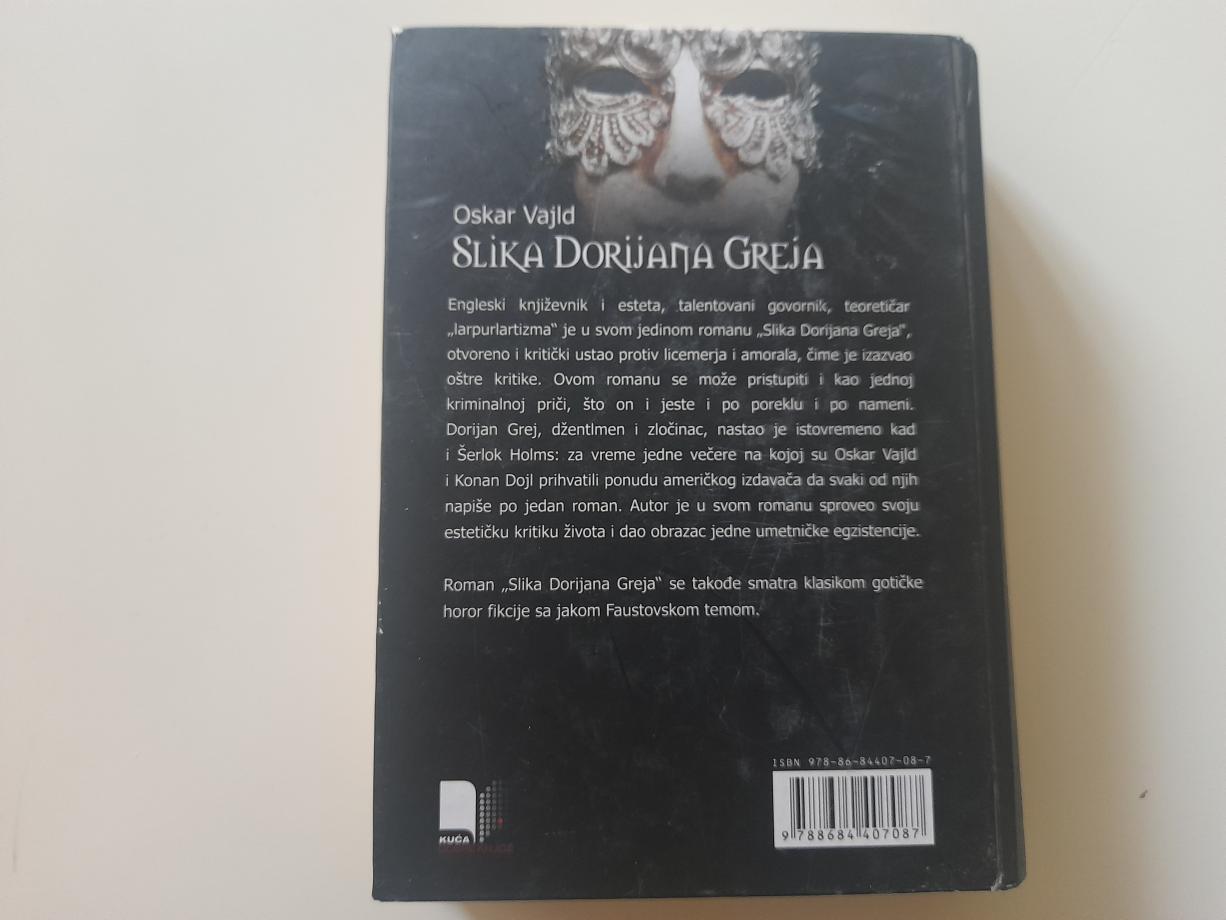 Oskar Vajld
SLIKA DORIJANA GREJA
Engleski književnik i esteta, talentovani govornik, teoretičar
„larpurlartizma“ je u svom jedinom romanu „Slika Dorijana Greja“,
otvoreno i kritički ustao protiv licemerja i amorala, čime je izazvao
oštre kritike. Ovom romanu se može pristupiti i kao jednoj
kriminalnoj priči, što on i jeste i po poreklu i po nameni.
Dorijan Grej, džentlmen i zločinac, nastao je istovremeno kad
i Šerlok Holms: za vreme jedne večere na kojoj su Oskar Vajld
i Konan Dojl prihvatili ponudu američkog izdavača da svaki od njih
napiše po jedan roman. Autor je u svom romanu sproveo svoju
estetičku kritiku života i dao obrazac jedne umetničke egzistencije.
Roman „Slika Dorijana Greja“ se takođe smatra klasikom gotičke
horor fikcije sa jakom Faustovskom temom.
ISBN 978-86-84407-08-7
9 788684 407087
KUĆA